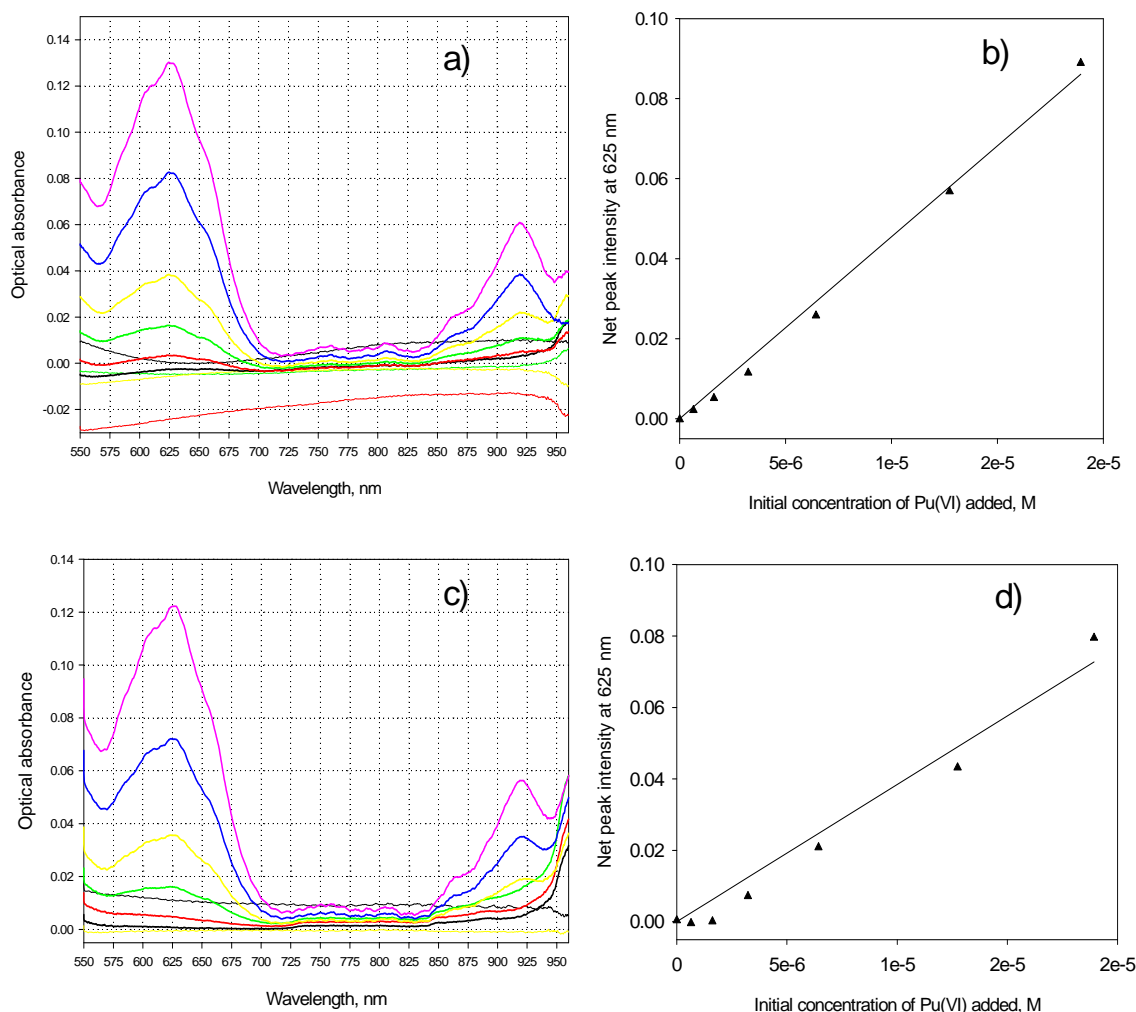 a)
0.14
0.12
0.10
0.08
0.06
0.04
0.02
0.00
-0.02
Optical absorbance
550 575 600 625 650 675 700 725 750 775 800 825 850 875 900 925 950
Wavelength, nm
b)
0.10
0.08
0.06
0.04
0.02
0.00
Net peak intensity at 625 nm
0 5e-6 1e-5 2e-5 2e-5
Initial concentration of Pu(VI) added, M
c)
0.14
0.12
0.10
0.08
0.06
0.04
0.02
0.00
Optical absorbance
550 575 600 625 650 675 700 725 750 775 800 825 850 875 900 925 950
Wavelength, nm
d)
0.10
0.08
0.06
0.04
0.02
0.00
Net peak intensity at 625 nm
0 5e-6 1e-5 2e-5 2e-5
Initial concentration of Pu(VI) added, M